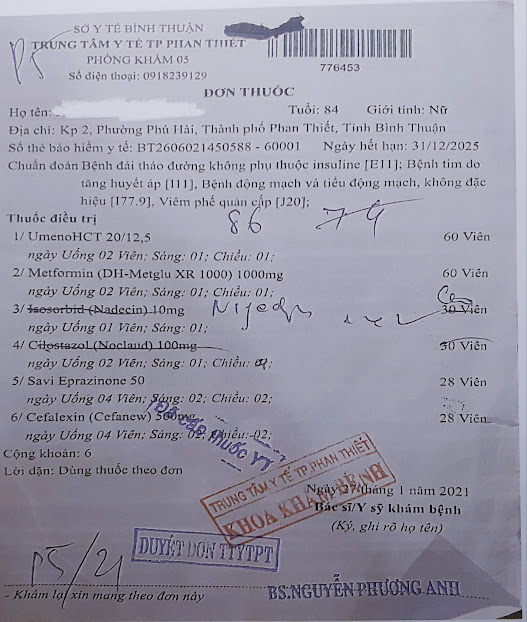 SỞ Y TẾ BÌNH THUẬN
TRUNG TÂM Y TẾ TP PHAN THIẾT
PHÒNG KHÁM 05
Số điện thoại: 0918239129
BS.NGUYỄN PHƯƠNG ANH
776453
P5
ĐƠN THUỐC
Họ tên: Tuổi: 84 Giới tính: Nữ
Địa chỉ: Kp 2, Phường Phú Hài, Thành phố Phan Thiết, Tỉnh Bình Thuận
Số thẻ bảo hiểm y tế: BT2606021450588 - 60001 Ngày hết hạn: 31/12/2025
Chuẩn đoán Bệnh đái tháo đường không phụ thuộc insuline [E11]; Bệnh tim do
tăng huyết áp [I11], Bệnh động mạch và tiểu động mạch, không đặc
hiệu [I77.9], Viêm phế quản cấp [J20];
Thuốc điều trị
86 79
1/ UmenoHCT 20/12,5 60 Viên
ngày Uống 02 Viên; Sáng: 01; Chiều: 01;
2/ Metformin (DH-Metglu XR 1000) 1000mg 60 Viên
ngày Uống 02 Viên; Sáng: 01; Chiều: 01;
3/ Isosorbid (Nadecin) 10mg 30 Viên
ngày Uống 01 Viên; Sáng: 01;
4/ Cilostazol (Noclaud) 100mg 30 Viên
ngày Uống 02 Viên; Sáng: 01; Chiều:
5/ Savi Eprazinone 50 28 Viên
ngày Uống 04 Viên; Sáng: 02; Chiều: 02;
6/ Cefalexin (Cefanew) 500mg 28 Viên
ngày Uống 04 Viên; Sáng: 02; Chiều: 02;
Đã cấp thuốc YT
Cộng khoản: 6
Lời dặn: Dùng thuốc theo đơn
TRUNG TÂM Y TẾ TP.PHAN THIẾT
KHOA KHÁM BỆNH
Ngày 27 tháng 1 năm 2021
Bác sĩ/Y sỹ khám bệnh
(Ký, ghi rõ họ tên)
DUYỆT ĐƠN TTYTPT
P5/21
- Khám lại xin mang theo đơn này
BS.NGUYỄN PHƯƠNG ANH